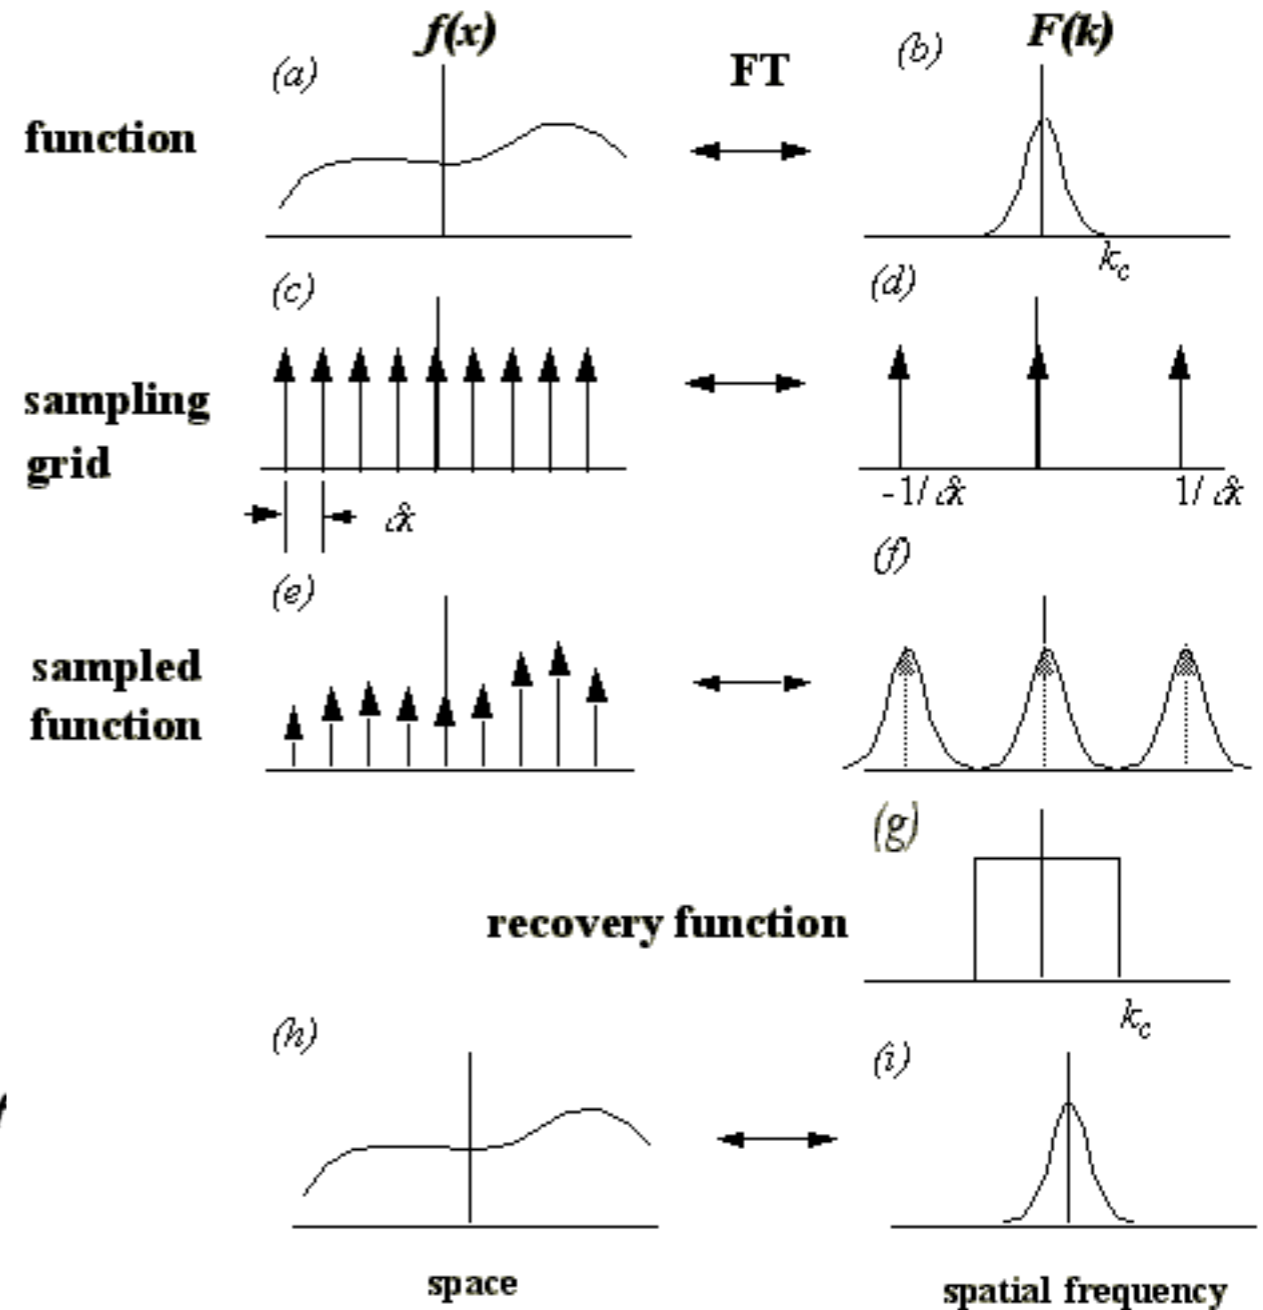 f(x)
F(k)
(a)
FT
(b)
function
k_c
(c)
(d)
sampling
grid
δx
-1/δx
1/δx
(e)
(f)
sampled
function
(g)
recovery function
k_c
(h)
(i)
space
spatial frequency